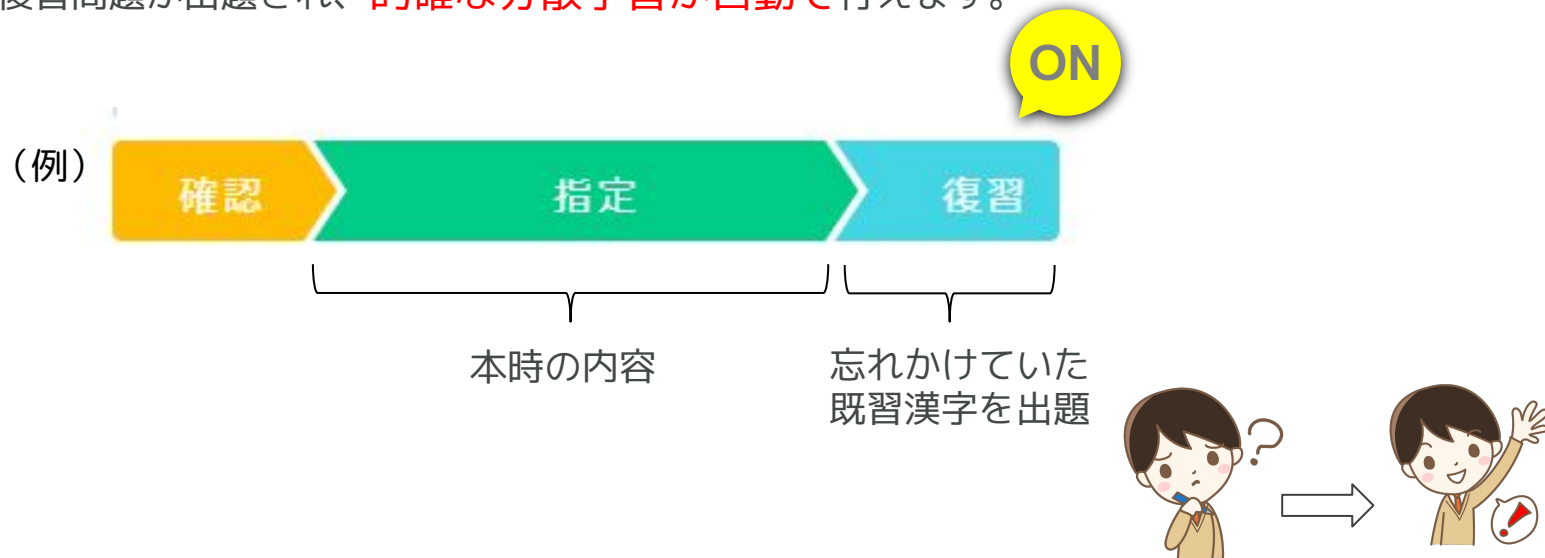 復習問題が出題され、的確な分散学習が自動で行えます。
ON
(例)
確認 指定 復習
本時の内容
忘れかけていた
既習漢字を出題